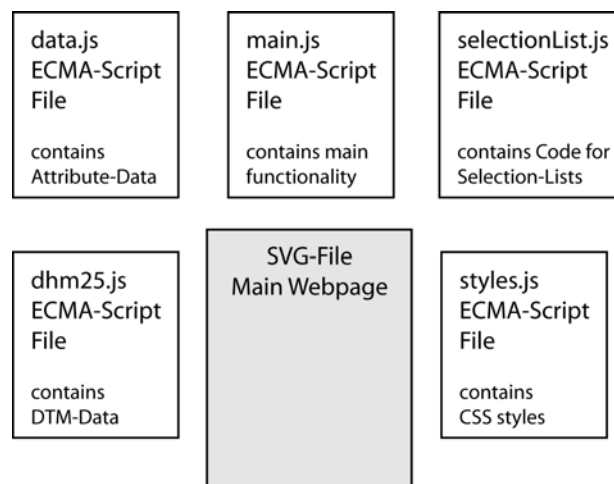 data.js
ECMA-Script
File
contains
Attribute-Data
main.js
ECMA-Script
File
contains main
functionality
selectionList.js
ECMA-Script
File
contains Code for
Selection-Lists
dhm25.js
ECMA-Script
File
contains
DTM-Data
SVG-File
Main Webpage
styles.js
ECMA-Script
File
contains
CSS styles